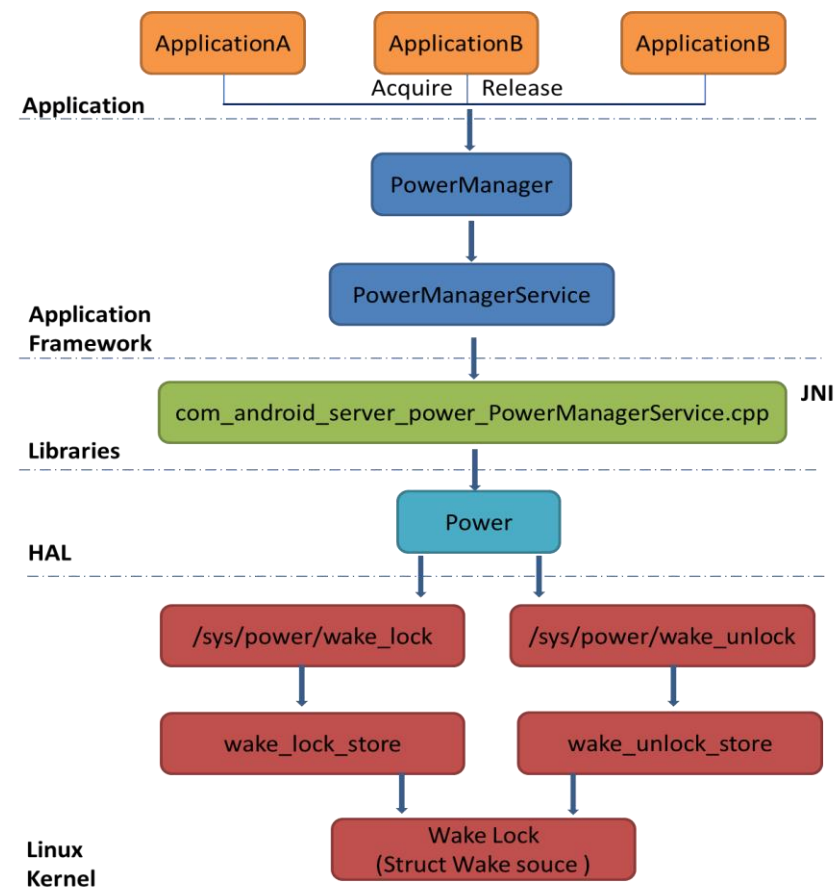 ApplicationA
ApplicationB
ApplicationB
Acquire
Release
Application
PowerManager
PowerManagerService
Application
Framework
JNI
com_android_server_power_PowerManagerService.cpp
Libraries
Power
HAL
/sys/power/wake_lock
/sys/power/wake_unlock
wake_lock_store
wake_unlock_store
Wake Lock
(Struct Wake souce )
Linux
Kernel